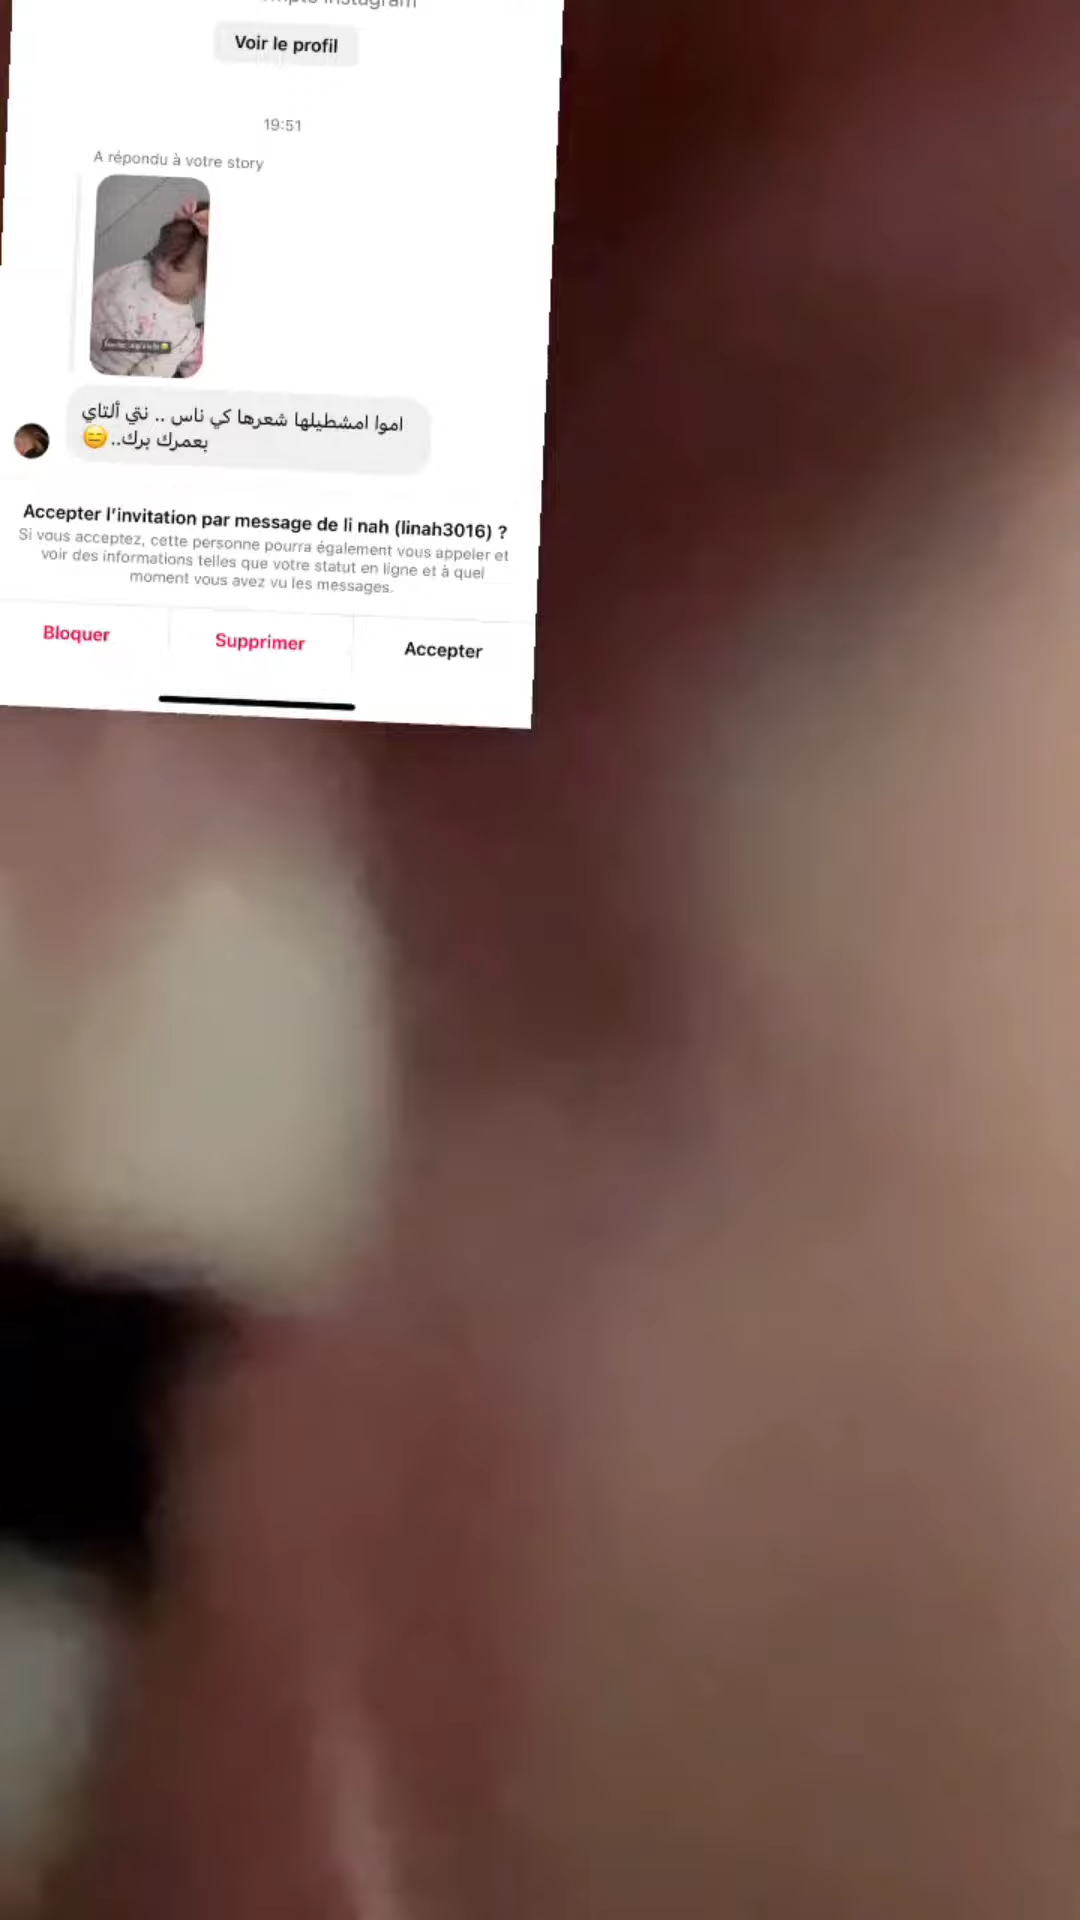 Instagram
Voir le profil
19:51
A répondu à votre story
اموا امشطيلها شعرها كي ناس .. نتي ألتاي
بعمرك برك.. 😑
Accepter l’invitation par message de li nah (linah3016) ?
Si vous acceptez, cette personne pourra également vous appeler et
voir des informations telles que votre statut en ligne et à quel
moment vous avez vu les messages.
Bloquer
Supprimer
Accepter